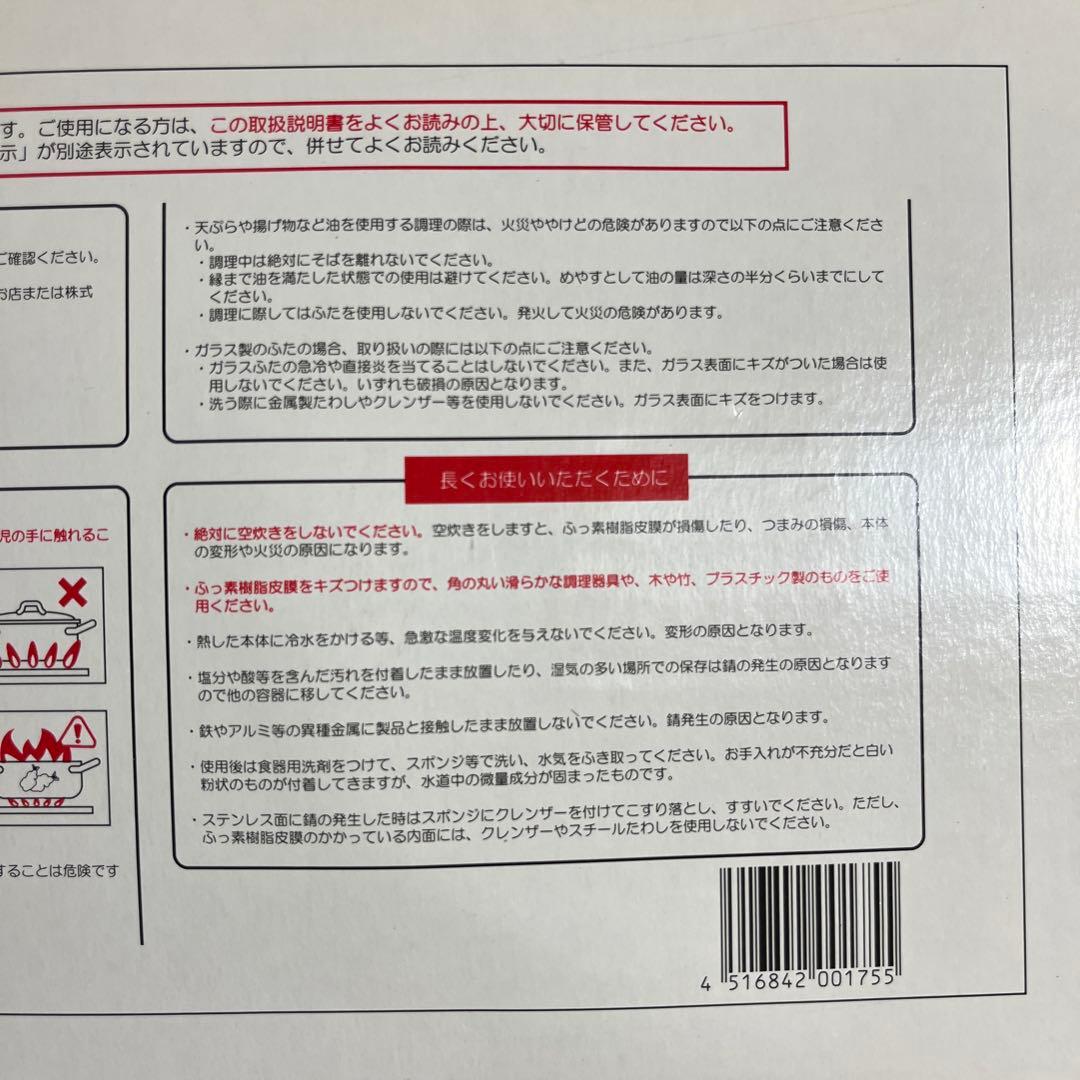 す。ご使用になる方は、この取扱説明書をよくお読みの上、大切に保管してください。
示」が別途表示されていますので、併せてよくお読みください。
ご確認ください。
お店または株式
・天ぷらや揚げ物など油を使用する調理の際は、火災ややけどの危険がありますので以下の点にご注意くださ
い。
・調理中は絶対にそばを離れないでください。
・縁まで油を満たした状態での使用は避けてください。めやすとして油の量は深さの半分くらいまでにして
ください。
・調理に際してはふたを使用しないでください。発火して火災の危険があります。
・ガラス製のふたの場合、取り扱いの際には以下の点にご注意ください。
・ガラスふたの急冷や直接炎を当てることはしないでください。また、ガラス表面にキズがついた場合は使
用しないでください。いずれも破損の原因となります。
・洗う際に金属製たわしやクレンザー等を使用しないでください。ガラス表面にキズをつけます。
児の手に触れるこ
することは危険です
長くお使いいただくために
・絶対に空炊きをしないでください。空炊きをしますと、ふっ素樹脂皮膜が損傷したり、つまみの損傷、本体
の変形や火災の原因になります。
・ふっ素樹脂皮膜をキズつけますので、角の丸い滑らかな調理器具や、木や竹、プラスチック製のものをご使
用ください。
・熱した本体に冷水をかける等、急激な温度変化を与えないでください。変形の原因となります。
・塩分や酸等を含んだ汚れを付着したまま放置したり、湿気の多い場所での保存は錆の発生の原因となります
ので他の容器に移してください。
・鉄やアルミ等の異種金属に製品と接触したまま放置しないでください。錆発生の原因となります。
・使用後は食器用洗剤をつけて、スポンジ等で洗い、水気をふき取ってください。お手入れが不充分だと白い
粉状のものが付着してきますが、水道中の微量成分が固まったものです。
・ステンレス面に錆の発生した時はスポンジにクレンザーを付けてこすり落とし、すすいでください。ただし、
ふっ素樹脂皮膜のかかっている内面には、クレンザーやスチールたわしを使用しないでください。
4 516842 001755